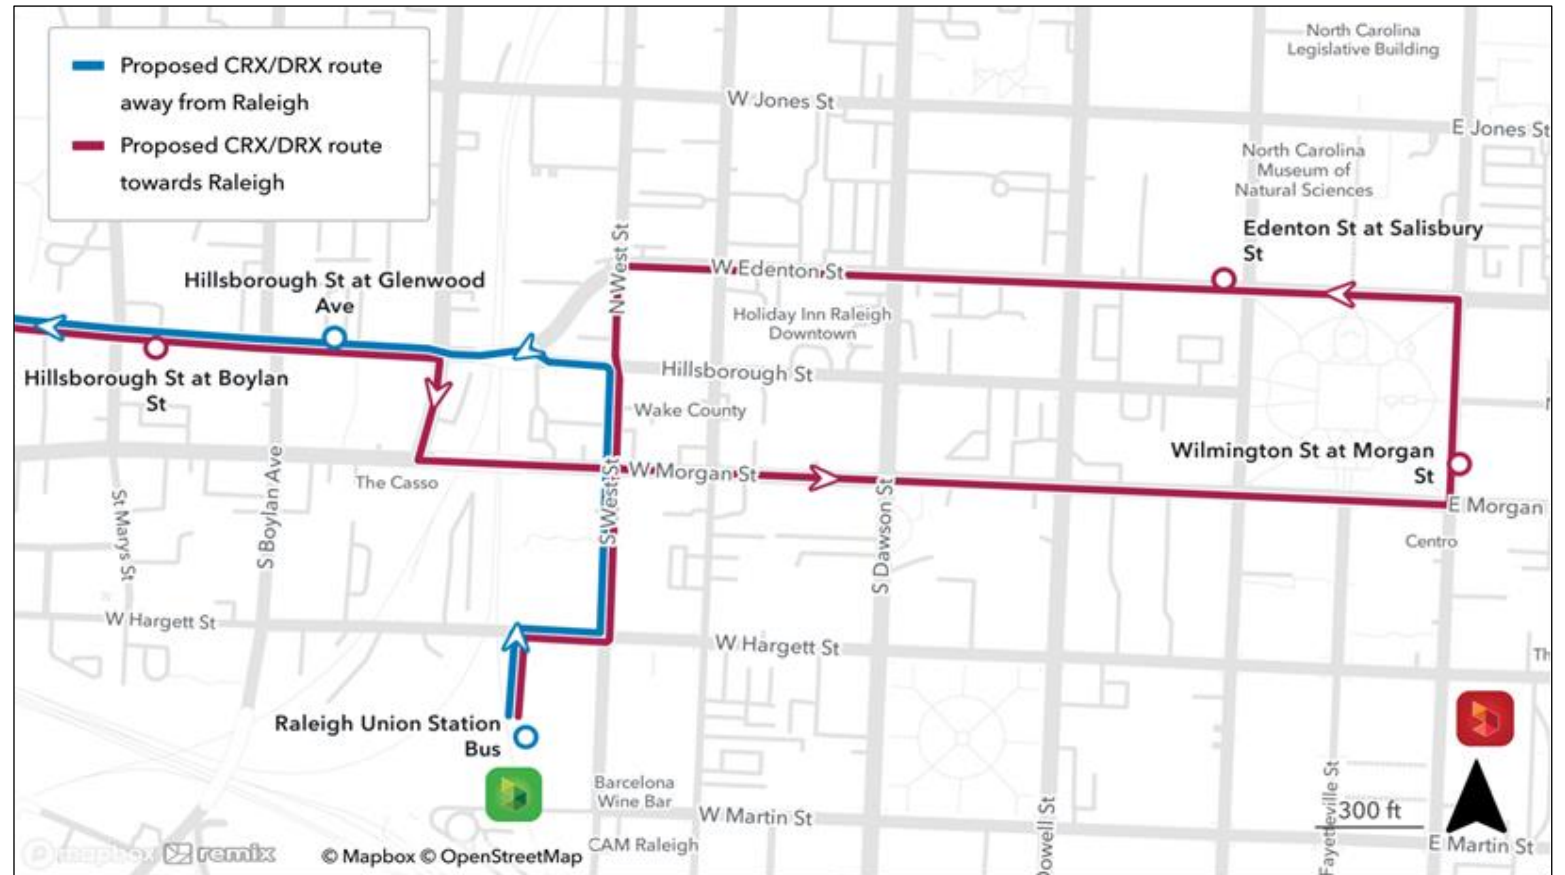 Proposed CRX/DRX route
away from Raleigh
Proposed CRX/DRX route
towards Raleigh
North Carolina
Legislative Building
W Jones St
E Jones St
North Carolina
Museum of
Natural Sciences
Edenton St at Salisbury
St
N West St
W Edenton St
Hillsborough St at Glenwood
Ave
Holiday Inn Raleigh
Downtown
Hillsborough St
Hillsborough St at Boylan
St
Wake County
Wilmington St at Morgan
St
W Morgan St
The Casso
E Morgan
St Marys St
S Boylan Ave
S West St
S Dawson St
Centro
W Hargett St
W Hargett St
Th
Raleigh Union Station
Bus
Barcelona
Wine Bar
W Martin St
CAM Raleigh
Dowell St
Fayetteville St
300 ft
E Martin St
mapbox remix
© Mapbox © OpenStreetMap